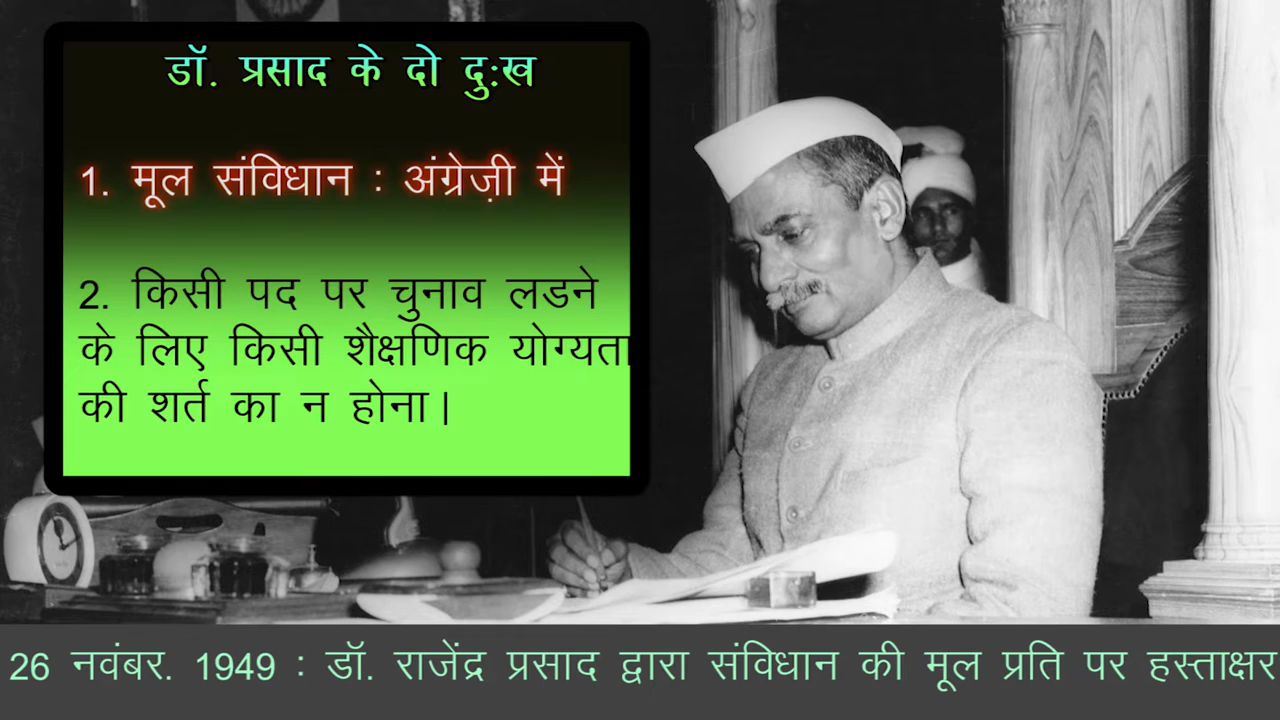 डॉ. प्रसाद के दो दु:ख
1. मूल संविधान : अंग्रेज़ी में
2. किसी पद पर चुनाव लडने
के लिए किसी शैक्षणिक योग्यता
की शर्त का न होना।
26 नवंबर. 1949 : डॉ. राजेंद्र प्रसाद द्वारा संविधान की मूल प्रति पर हस्ताक्षर